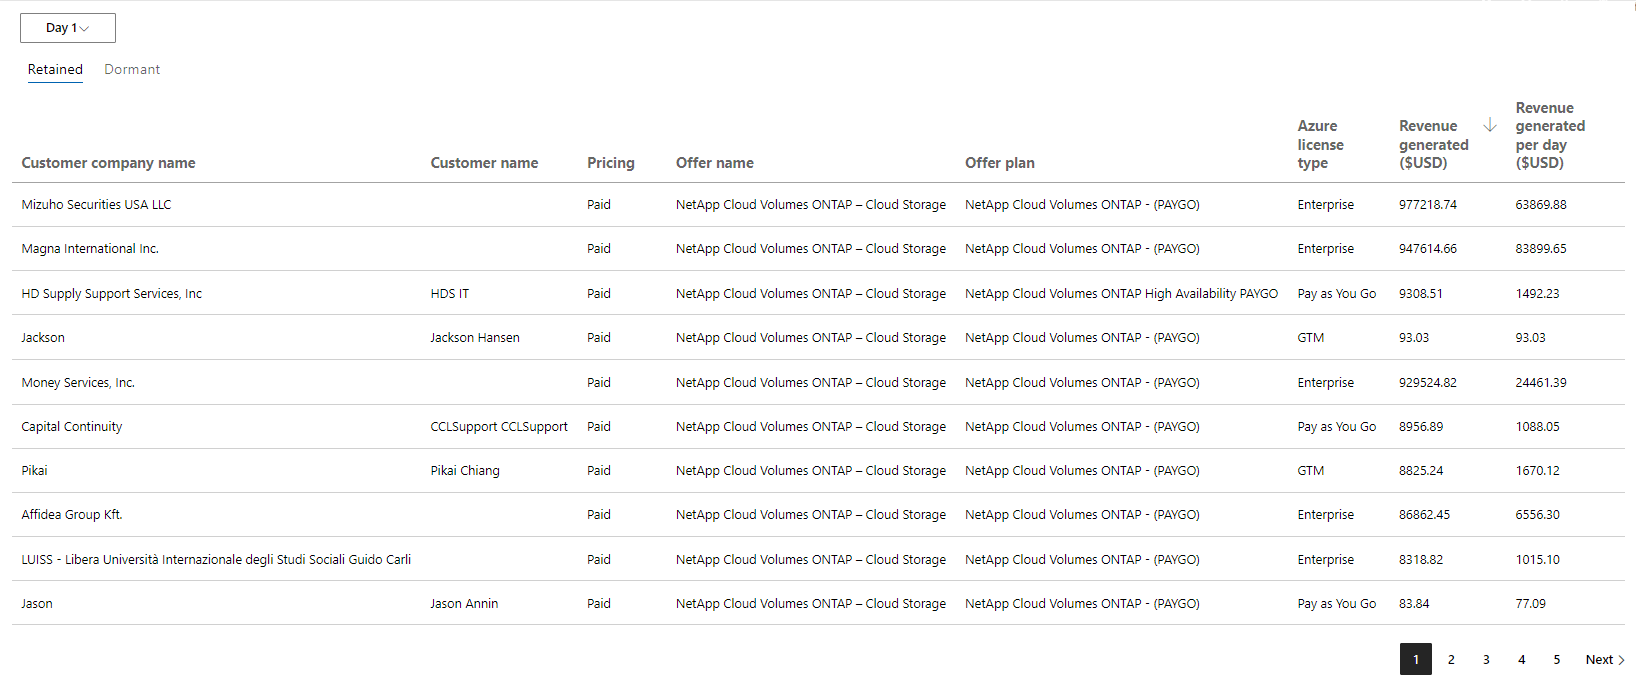 Day 1
Retained Dormant
Customer company name Customer name Pricing Offer name Offer plan Azure license type Revenue generated ($USD) Revenue generated per day ($USD)
Mizuho Securities USA LLC Paid NetApp Cloud Volumes ONTAP – Cloud Storage NetApp Cloud Volumes ONTAP - (PAYGO) Enterprise 977218.74 63869.88
Magna International Inc. Paid NetApp Cloud Volumes ONTAP – Cloud Storage NetApp Cloud Volumes ONTAP - (PAYGO) Enterprise 947614.66 83899.65
HD Supply Support Services, Inc HDS IT Paid NetApp Cloud Volumes ONTAP – Cloud Storage NetApp Cloud Volumes ONTAP High Availability PAYGO Pay as You Go 9308.51 1492.23
Jackson Jackson Hansen Paid NetApp Cloud Volumes ONTAP – Cloud Storage NetApp Cloud Volumes ONTAP - (PAYGO) GTM 93.03 93.03
Money Services, Inc. Paid NetApp Cloud Volumes ONTAP – Cloud Storage NetApp Cloud Volumes ONTAP - (PAYGO) Enterprise 929524.82 24461.39
Capital Continuity CCLSupport CCLSupport Paid NetApp Cloud Volumes ONTAP – Cloud Storage NetApp Cloud Volumes ONTAP - (PAYGO) Pay as You Go 8956.89 1088.05
Pikai Pikai Chiang Paid NetApp Cloud Volumes ONTAP – Cloud Storage NetApp Cloud Volumes ONTAP - (PAYGO) GTM 8825.24 1670.12
Affidea Group Kft. Paid NetApp Cloud Volumes ONTAP – Cloud Storage NetApp Cloud Volumes ONTAP - (PAYGO) Enterprise 86862.45 6556.30
LUISS - Libera Università Internazionale degli Studi Sociali Guido Carli Paid NetApp Cloud Volumes ONTAP – Cloud Storage NetApp Cloud Volumes ONTAP - (PAYGO) Enterprise 8318.82 1015.10
Jason Jason Annin Paid NetApp Cloud Volumes ONTAP – Cloud Storage NetApp Cloud Volumes ONTAP - (PAYGO) Pay as You Go 83.84 77.09
1 2 3 4 5 Next